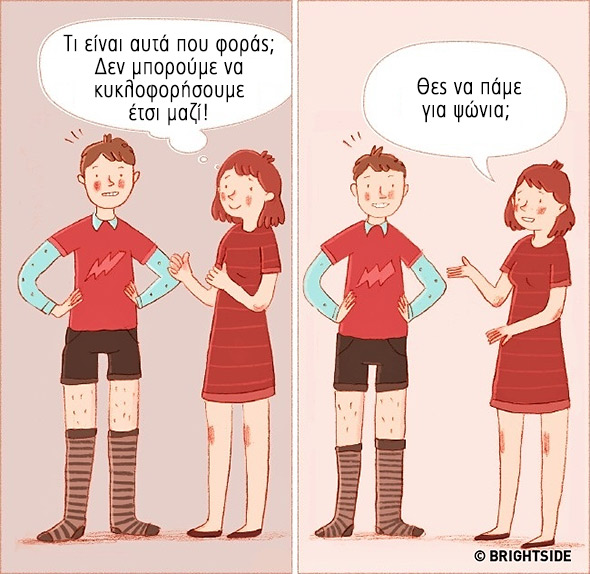 Τι είναι αυτά που φοράς;
Δεν μπορούμε να
κυκλοφορήσουμε
έτσι μαζί!
Θες να πάμε
για ψώνια;
© BRIGHTSIDE